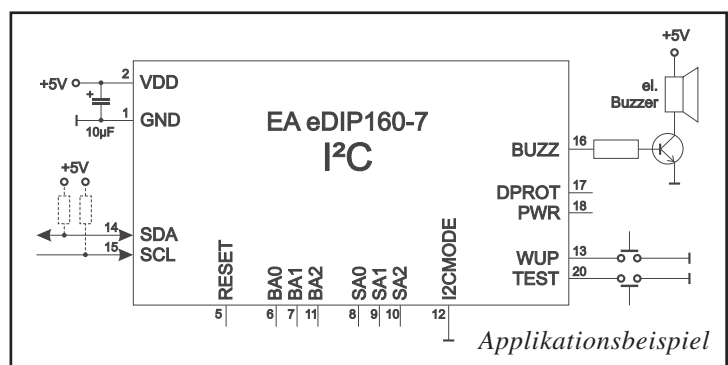 +5V
2
VDD
+
1
GND
10µF
EA eDIP160-7
I²C
+5V
el.
Buzzer
BUZZ
16
DPROT
17
PWR
18
+5V
14
SDA
15
SCL
WUP
13
TEST
20
RESET
BA0
BA1
BA2
SA0
SA1
SA2
I2CMODE
5
6
7
11
8
9
10
12
Applikationsbeispiel